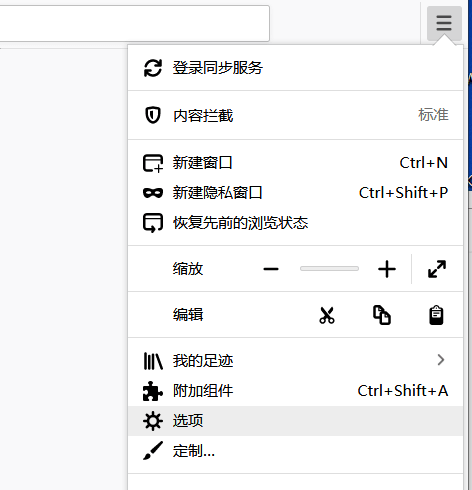 登录同步服务
内容拦截 标准
新建窗口 Ctrl+N
新建隐私窗口 Ctrl+Shift+P
恢复先前的浏览状态
缩放
编辑
我的足迹
附加组件 Ctrl+Shift+A
选项
定制...